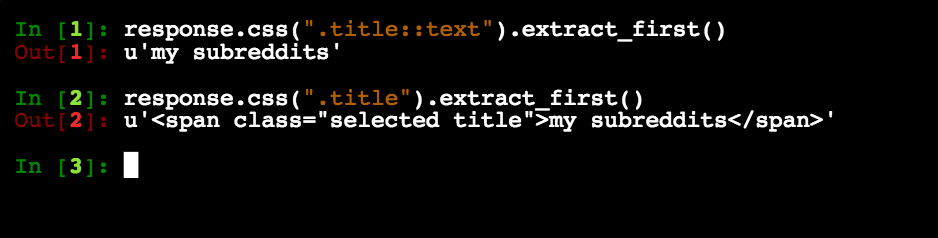 In [1]: response.css(".title::text").extract_first()
Out[1]: u'my subreddits'
In [2]: response.css(".title").extract_first()
Out[2]: u'<span class="selected title">my subreddits</span>'
In [3]: